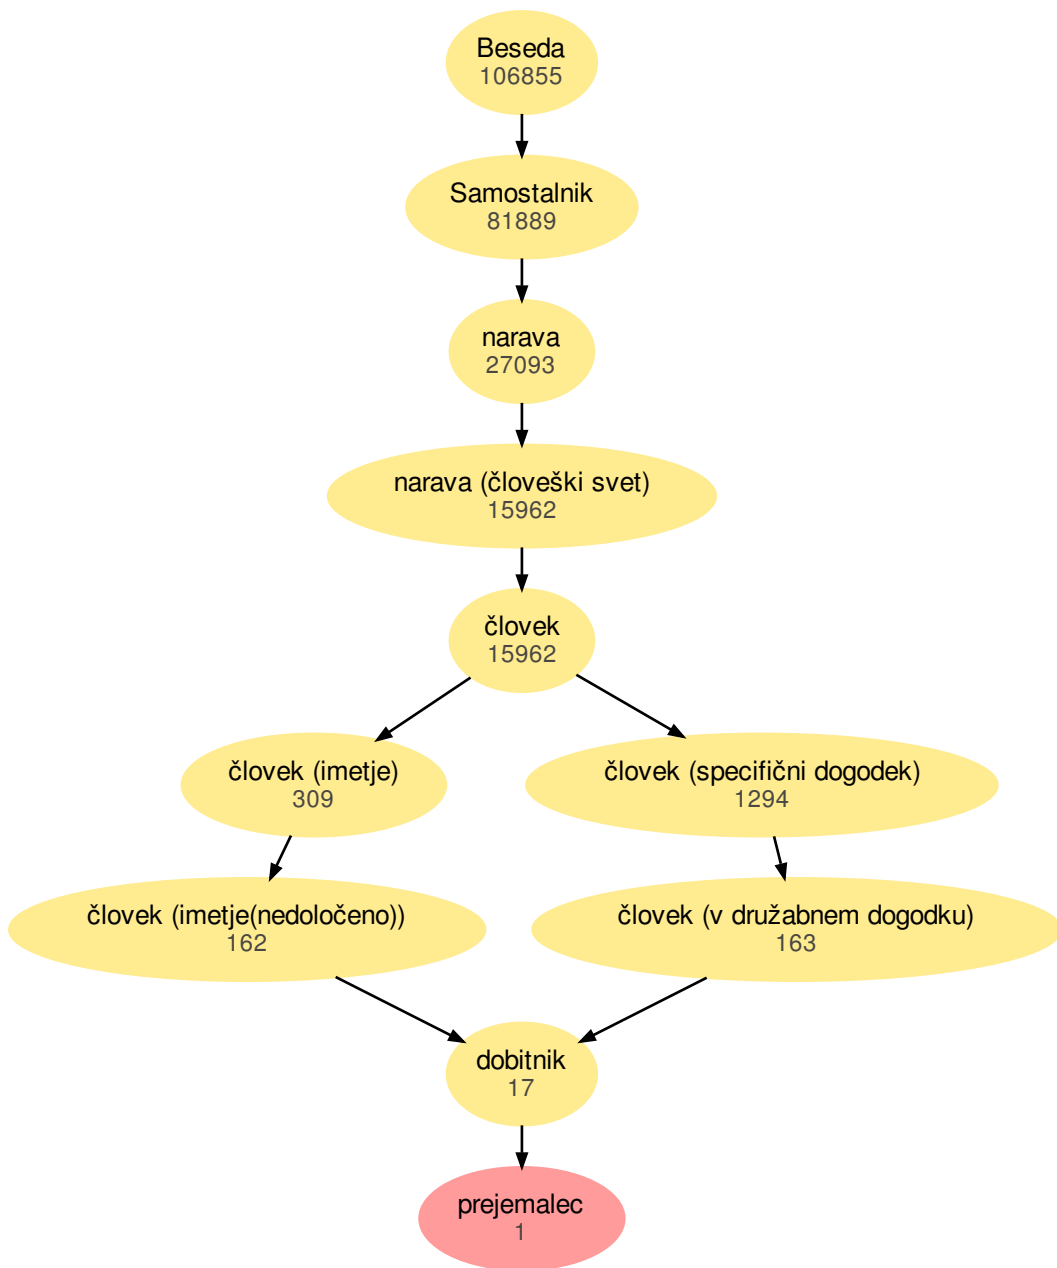 Beseda
106855
Samostalnik
81889
narava
27093
narava (človeški svet)
15962
človek
15962
človek (imetje)
309
človek (specifični dogodek)
1294
človek (imetje(nedoločeno))
162
človek (v družabnem dogodku)
163
dobitnik
17
prejemalec
1